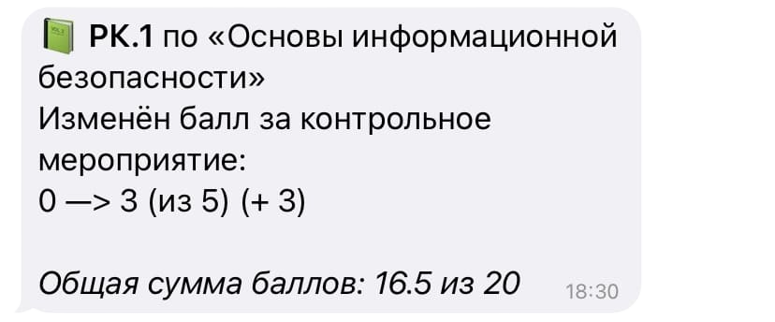 РК.1 по «Основы информационной
безопасности»
Изменён балл за контрольное
мероприятие:
0 —> 3 (из 5) (+ 3)
Общая сумма баллов: 16.5 из 20
18:30